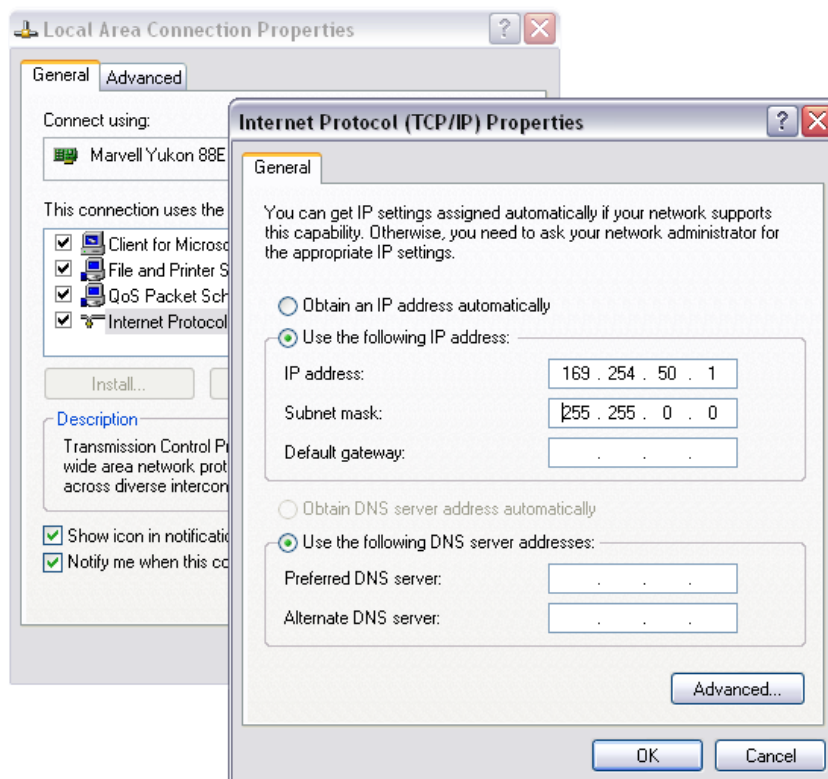 Local Area Connection Properties
General Advanced
Connect using:
Marvell Yukon 88E
This connection uses the
Client for Microso
File and Printer S
QoS Packet Sch
Internet Protocol
Install...
Description
Transmission Control Pr
wide area network prot
across diverse intercon
Show icon in notificatio
Notify me when this co
Internet Protocol (TCP/IP) Properties
General
You can get IP settings assigned automatically if your network supports
this capability. Otherwise, you need to ask your network administrator for
the appropriate IP settings.
Obtain an IP address automatically
Use the following IP address:
IP address: 169 . 254 . 50 . 1
Subnet mask: 255 . 255 . 0 . 0
Default gateway: . . .
Obtain DNS server address automatically
Use the following DNS server addresses:
Preferred DNS server: . . .
Alternate DNS server: . . .
Advanced...
OK Cancel